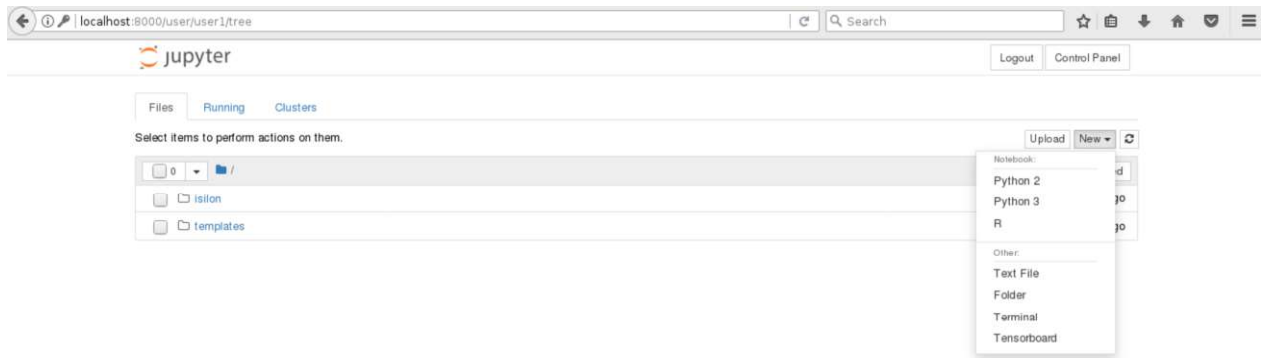 localhost:8000/user/user1/tree
Search
jupyter
Logout Control Panel
Files Running Clusters
Select items to perform actions on them.
Upload New
0 /
isilon
templates
Notebook:
Python 2
Python 3
R
Other:
Text File
Folder
Terminal
Tensorboard